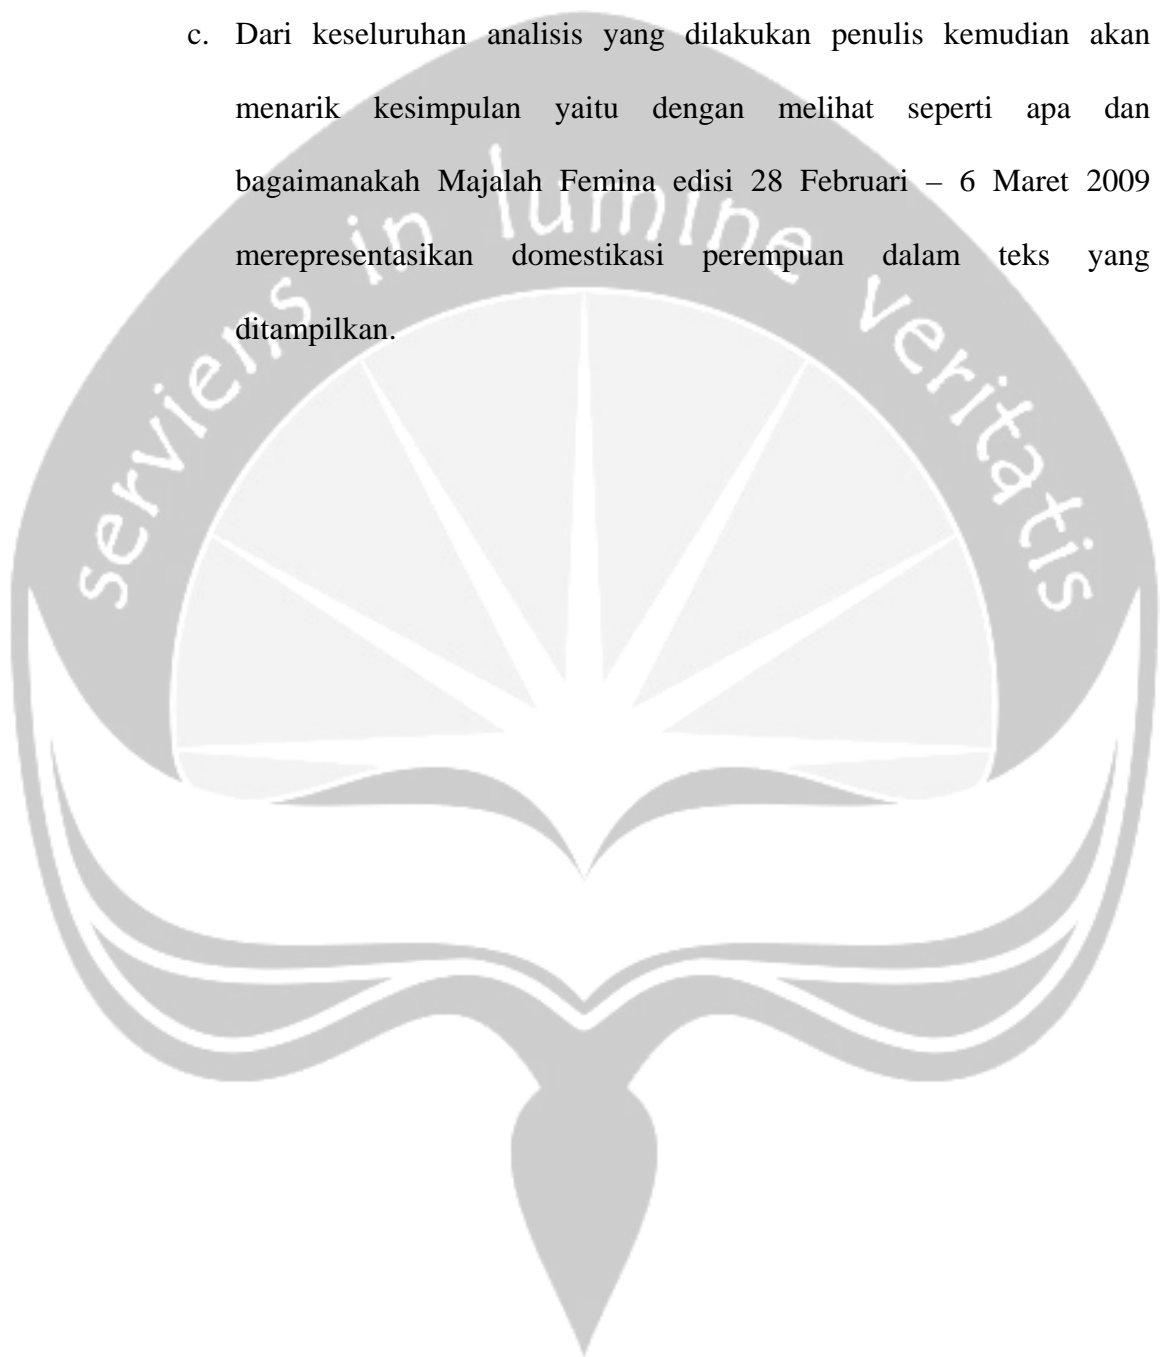 c. Dari keseluruhan analisis yang dilakukan penulis kemudian akan
menarik kesimpulan yaitu dengan melihat seperti apa dan
bagaimanakah Majalah Femina edisi 28 Februari – 6 Maret 2009
merepresentasikan domestikasi perempuan dalam teks yang
ditampilkan.
serviens in lumine veritatis